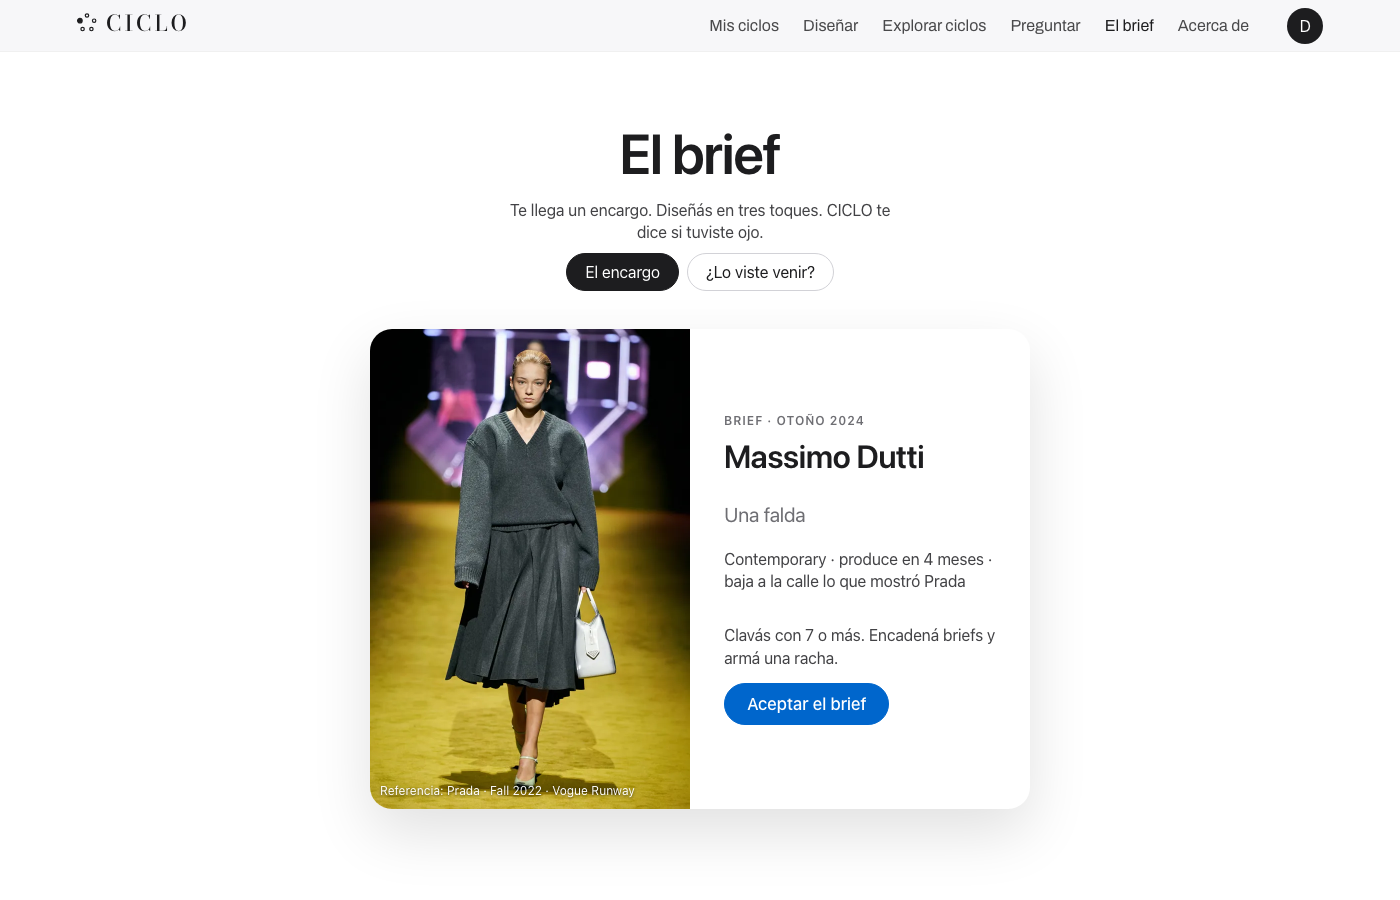 CICLO
Mis ciclos
Diseñar
Explorar ciclos
Preguntar
El brief
Acerca de
D
El brief
Te llega un encargo. Diseñás en tres toques. CICLO te
dice si tuviste ojo.
El encargo
¿Lo viste venir?
BRIEF · OTOÑO 2024
Massimo Dutti
Una falda
Contemporary · produce en 4 meses ·
baja a la calle lo que mostró Prada
Clavás con 7 o más. Encadená briefs y
armá una racha.
Aceptar el brief
Referencia: Prada · Fall 2022 · Vogue Runway